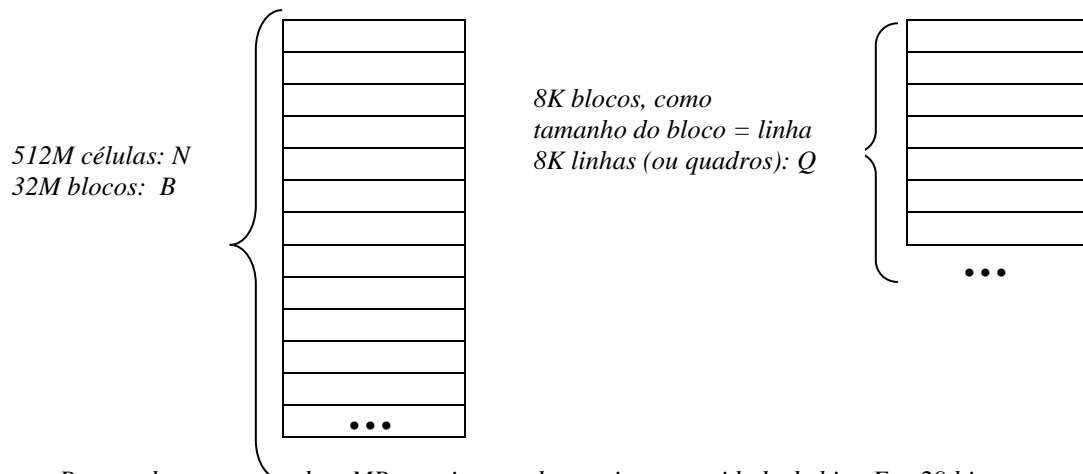 512M células: N
32M blocos: B
8K blocos, como
tamanho do bloco = linha
8K linhas (ou quadros): Q